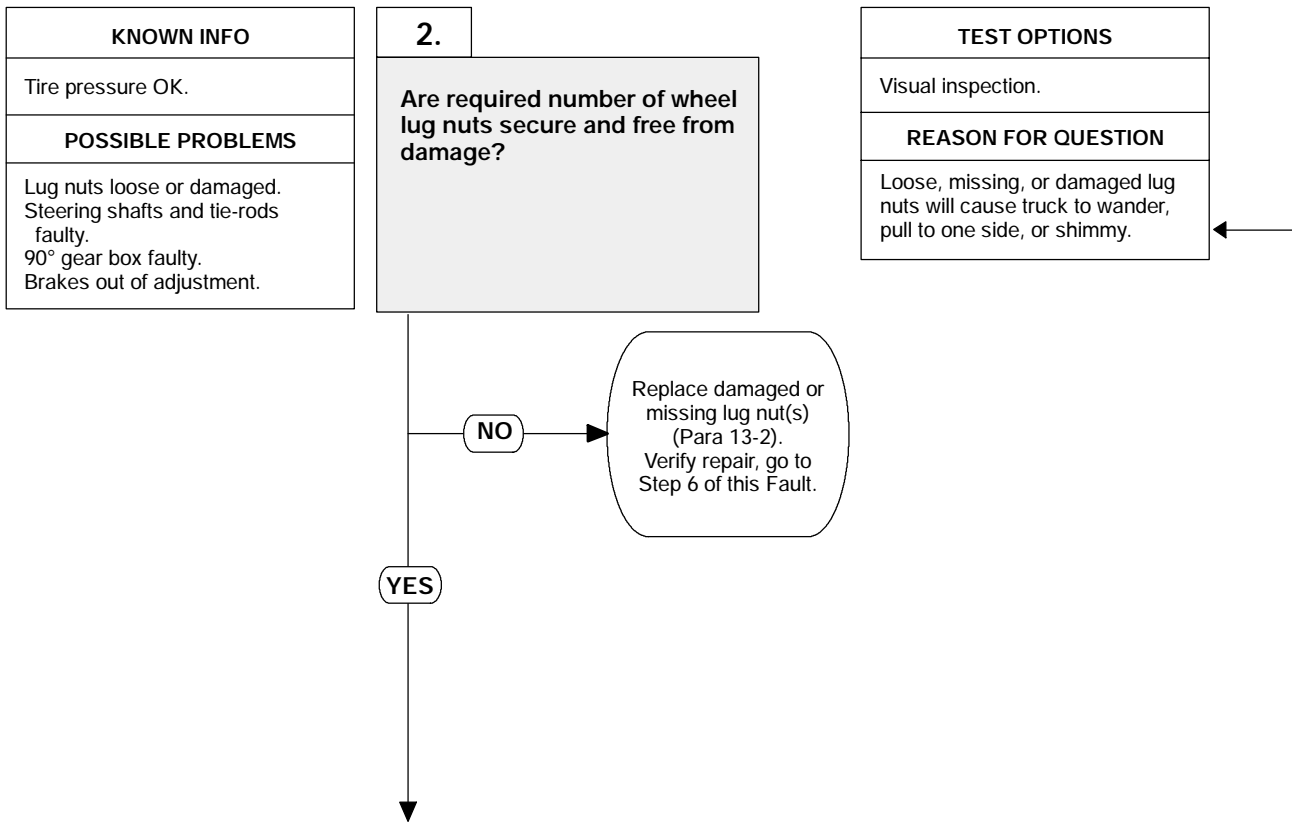 KNOWN INFO
Tire pressure OK.
POSSIBLE PROBLEMS
Lug nuts loose or damaged.
Steering shafts and tie-rods
faulty.
90° gear box faulty.
Brakes out of adjustment.
2.
Are required number of wheel
lug nuts secure and free from
damage?
TEST OPTIONS
Visual inspection.
REASON FOR QUESTION
Loose, missing, or damaged lug
nuts will cause truck to wander,
pull to one side, or shimmy.
NO
Replace damaged or
missing lug nut(s)
(Para 13-2).
Verify repair, go to
Step 6 of this Fault.
YES